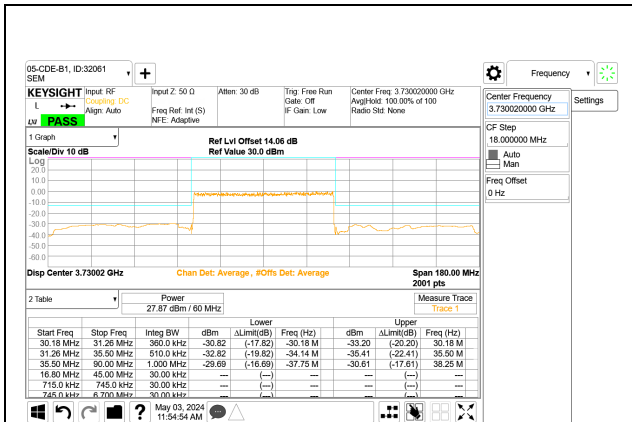 05-CDE-B1, ID:32061
SEM
Frequency
KEYSIGHT Input: RF Input Z: 50 Ω Atten: 30 dB Trig: Free Run Center Freq: 3.730020000 GHz
L Coupling: DC Gate: Off Avg|Hold: 100.00% of 100
Align: Auto Freq Ref: Int (S) IF Gain: Low Radio Std: None
LXI PASS NFE: Adaptive
Center Frequency
3.730020000 GHz
Settings
CF Step
18.000000 MHz
Auto
Man
Freq Offset
0 Hz
1 Graph
Ref Lvl Offset 14.06 dB
Scale/Div 10 dB Ref Value 30.0 dBm
Log
20.0
10.0
0.00
-10.0
-20.0
-30.0
-40.0
-50.0
-60.0
Disp Center 3.73002 GHz Chan Det: Average, #Offs Det: Average Span 180.00 MHz
2001 pts
2 Table Power Measure Trace
27.87 dBm / 60 MHz Trace 1
Lower Upper
Start Freq Stop Freq Integ BW dBm ΔLimit(dB) Freq (Hz) dBm ΔLimit(dB) Freq (Hz)
30.18 MHz 31.26 MHz 360.0 kHz -30.82 (-17.82) -30.18 M -33.20 (-20.20) 30.18 M
31.26 MHz 35.50 MHz 510.0 kHz -32.82 (-19.82) -34.14 M -35.41 (-22.41) 35.50 M
35.50 MHz 90.00 MHz 1.000 MHz -29.69 (-16.69) -37.75 M -30.61 (-17.61) 38.25 M
16.80 MHz 45.00 MHz 30.00 kHz --- (---) --- --- (---) ---
715.0 kHz 745.0 kHz 30.00 kHz --- (---) --- --- (---) ---
745.0 kHz 6.700 MHz 30.00 kHz --- (---) --- --- (---) ---
May 03, 2024
11:54:54 AM